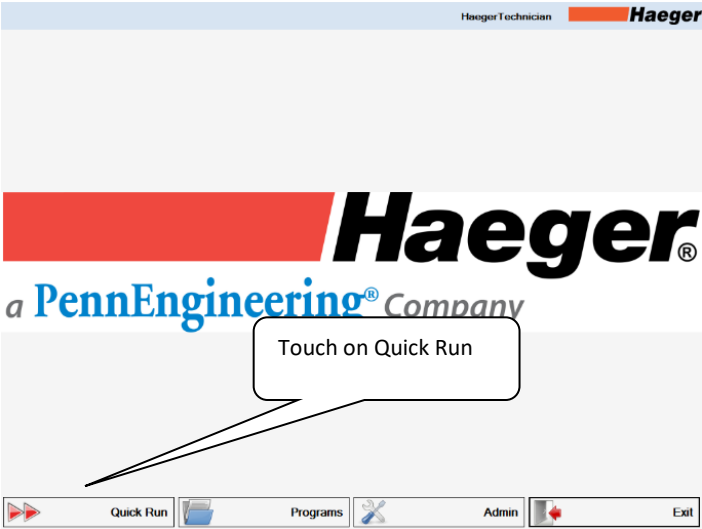 HaegerTechnician Haeger
Haeger®
a PennEngineering® Company
Touch on Quick Run
Quick Run Programs Admin Exit